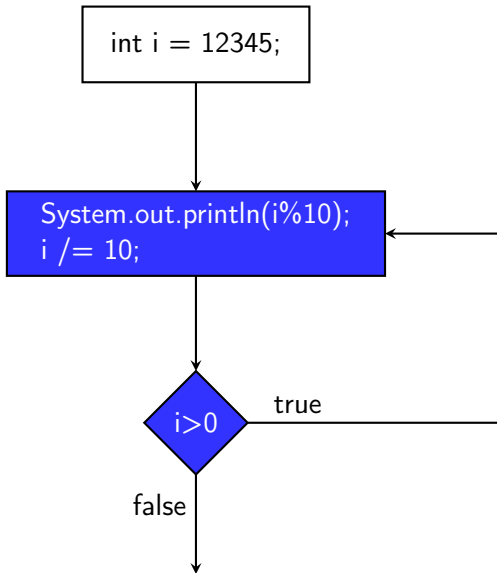 int i = 12345;
System.out.println(i%10);
i /= 10;
true
i>0
false